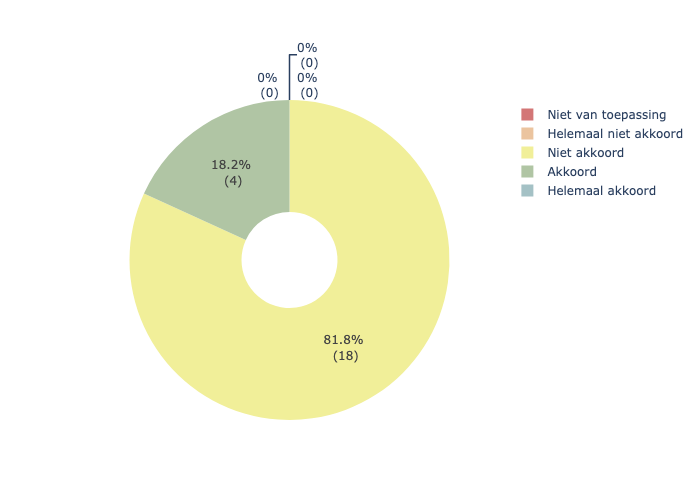 0%
(0)
0%
(0)
0%
(0)
18.2%
(4)
81.8%
(18)
Niet van toepassing
Helemaal niet akkoord
Niet akkoord
Akkoord
Helemaal akkoord